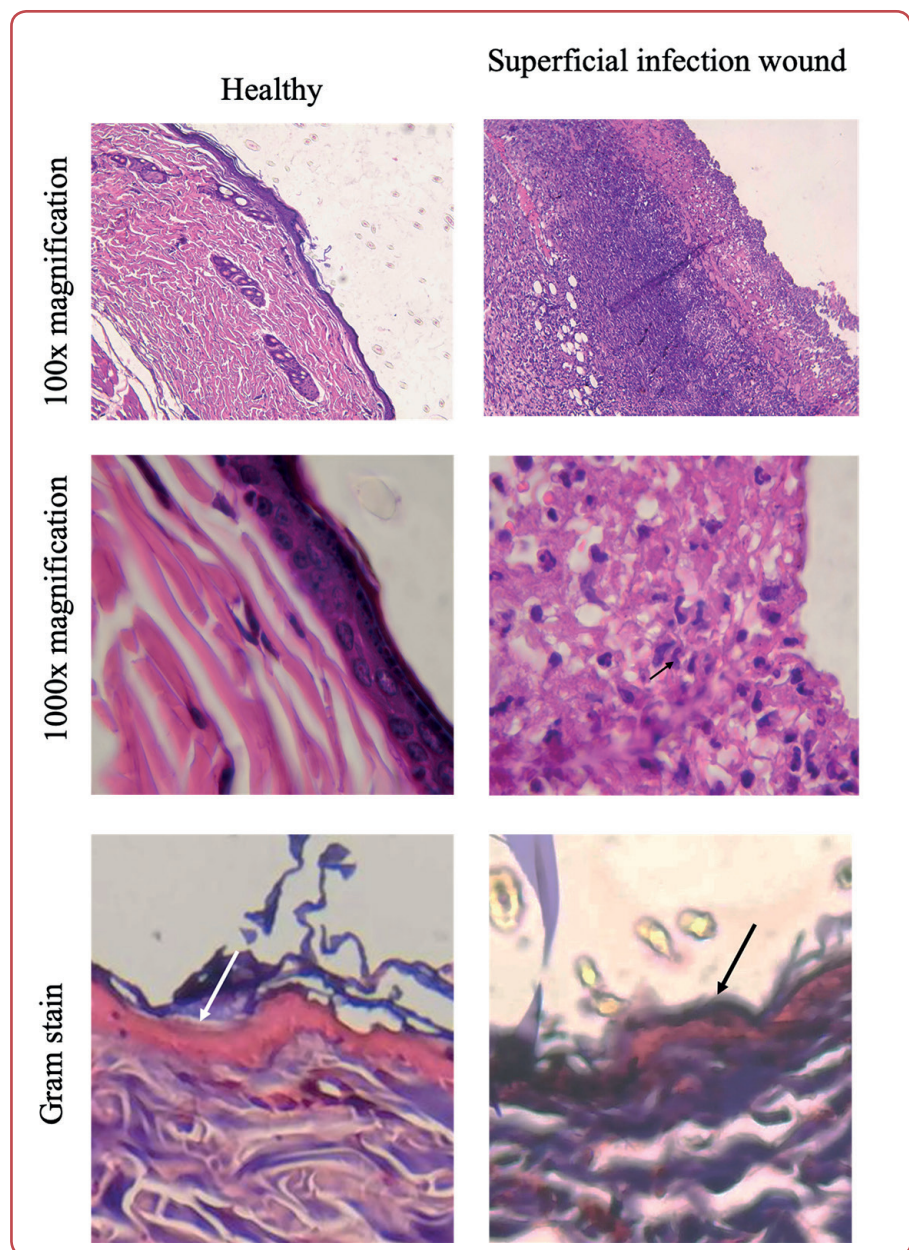 Healthy
Superficial infection wound
100x magnification
1000x magnification
Gram stain